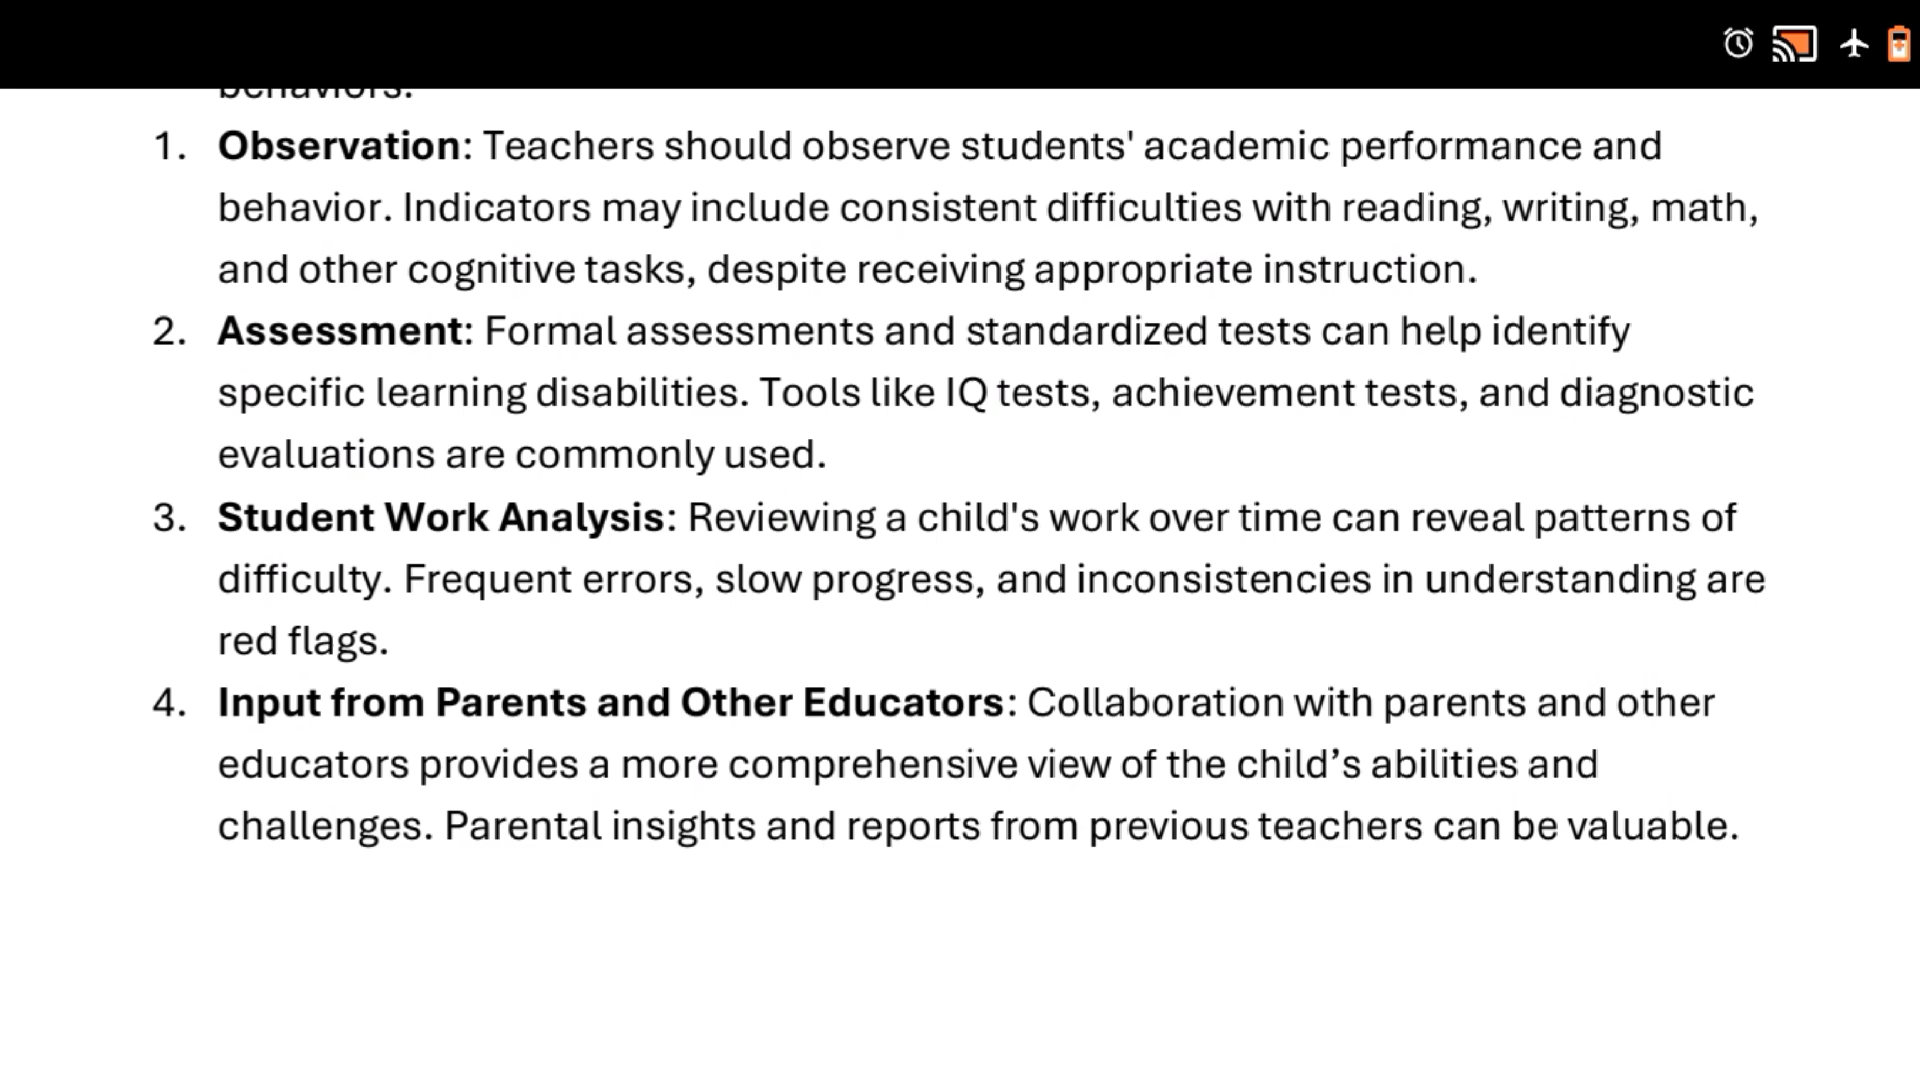 behaviors.
1. Observation: Teachers should observe students' academic performance and
behavior. Indicators may include consistent difficulties with reading, writing, math,
and other cognitive tasks, despite receiving appropriate instruction.
2. Assessment: Formal assessments and standardized tests can help identify
specific learning disabilities. Tools like IQ tests, achievement tests, and diagnostic
evaluations are commonly used.
3. Student Work Analysis: Reviewing a child's work over time can reveal patterns of
difficulty. Frequent errors, slow progress, and inconsistencies in understanding are
red flags.
4. Input from Parents and Other Educators: Collaboration with parents and other
educators provides a more comprehensive view of the child’s abilities and
challenges. Parental insights and reports from previous teachers can be valuable.